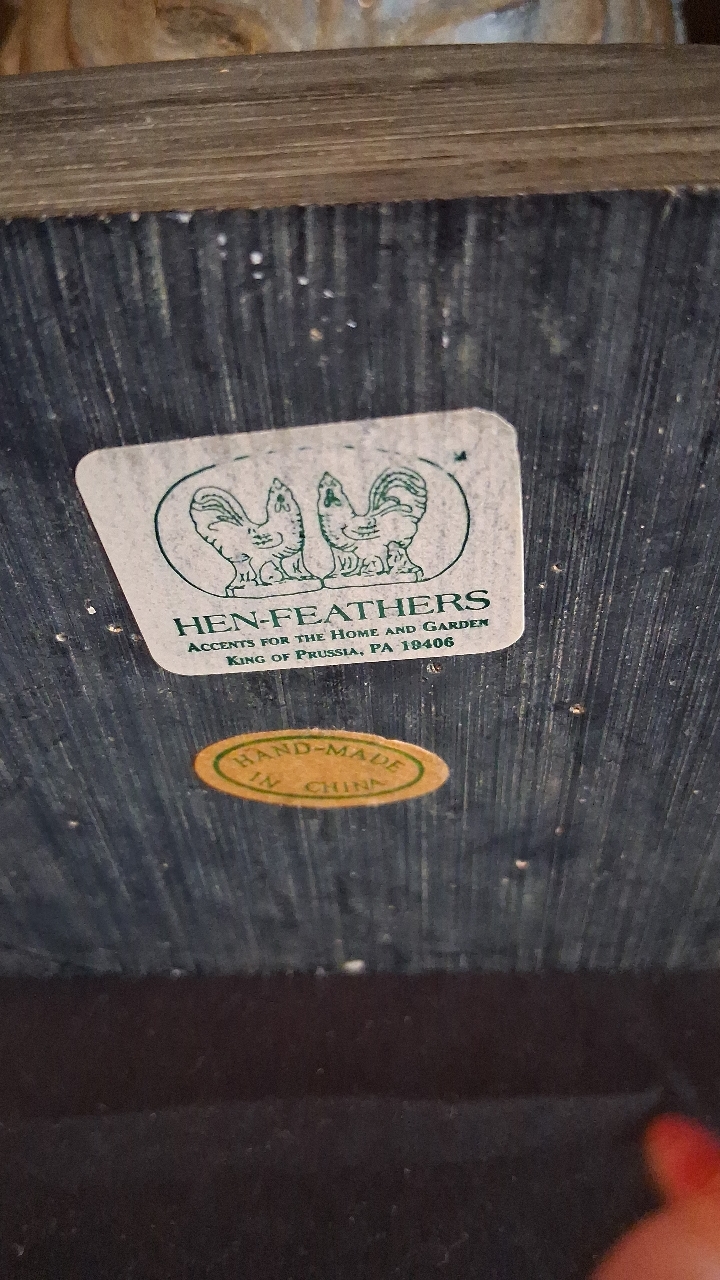 HEN-FEATHERS
ACCENTS FOR THE HOME AND GARDEN
KING OF PRUSSIA, PA 19406
HAND-MADE
IN CHINA